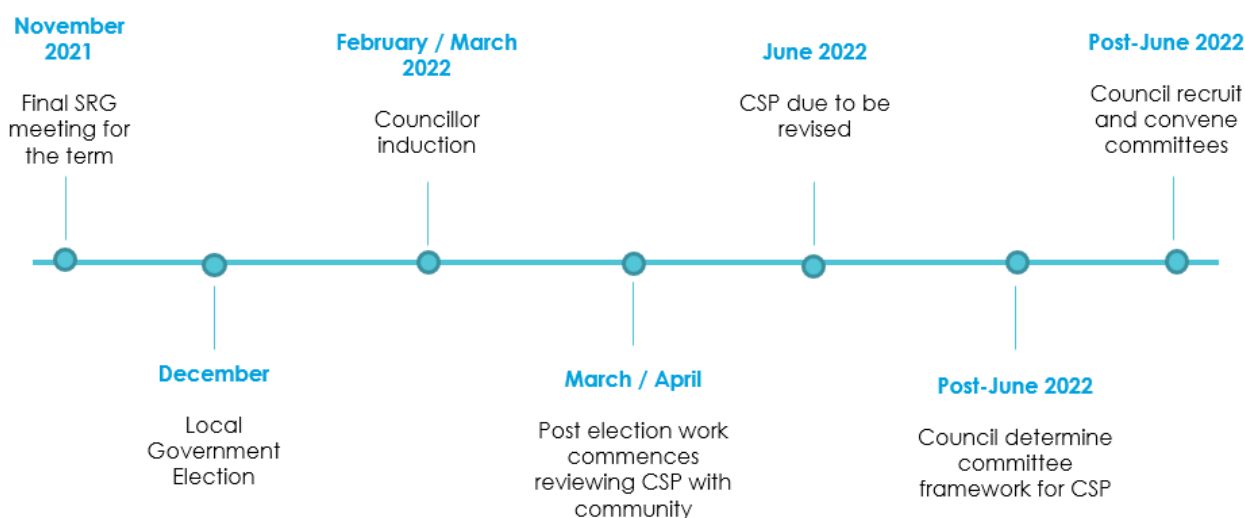 November
2021
Final SRG
meeting for
the term
December
Local
Government
Election
February / March
2022
Councillor
induction
March / April
Post election work
commences
reviewing CSP with
community
June 2022
CSP due to be
revised
Post-June 2022
Council determine
committee
framework for CSP
Post-June 2022
Council recruit
and convene
committees